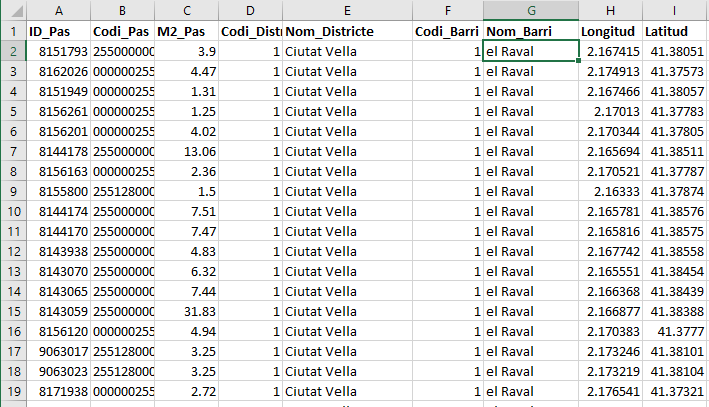 A B C D E F G H I
1 ID_Pas Codi_Pas M2_Pas Codi_Distr Nom_Districte Codi_Barri Nom_Barri Longitud Latitud
2 8151793 255000000 3.9 1 Ciutat Vella 1 el Raval 2.167415 41.38051
3 8162026 000000255 4.47 1 Ciutat Vella 1 el Raval 2.174913 41.37573
4 8151949 000000255 1.31 1 Ciutat Vella 1 el Raval 2.167466 41.38057
5 8156261 000000255 1.25 1 Ciutat Vella 1 el Raval 2.17013 41.37783
6 8156201 000000255 4.02 1 Ciutat Vella 1 el Raval 2.170344 41.37805
7 8144178 255000000 13.06 1 Ciutat Vella 1 el Raval 2.165694 41.38511
8 8156163 000000255 2.36 1 Ciutat Vella 1 el Raval 2.170521 41.37787
9 8155800 255128000 1.5 1 Ciutat Vella 1 el Raval 2.16333 41.37874
10 8144174 255000000 7.51 1 Ciutat Vella 1 el Raval 2.165781 41.38576
11 8144170 255000000 7.47 1 Ciutat Vella 1 el Raval 2.165816 41.38575
12 8143938 255000000 4.83 1 Ciutat Vella 1 el Raval 2.167742 41.38558
13 8143070 255000000 6.32 1 Ciutat Vella 1 el Raval 2.165551 41.38454
14 8143065 255000000 7.44 1 Ciutat Vella 1 el Raval 2.166368 41.38439
15 8143059 255000000 31.83 1 Ciutat Vella 1 el Raval 2.166877 41.38388
16 8156120 000000255 4.94 1 Ciutat Vella 1 el Raval 2.170383 41.3777
17 9063017 255128000 3.25 1 Ciutat Vella 1 el Raval 2.173246 41.38101
18 9063023 255128000 3.25 1 Ciutat Vella 1 el Raval 2.173219 41.38104
19 8171938 000000255 2.72 1 Ciutat Vella 1 el Raval 2.176541 41.37321